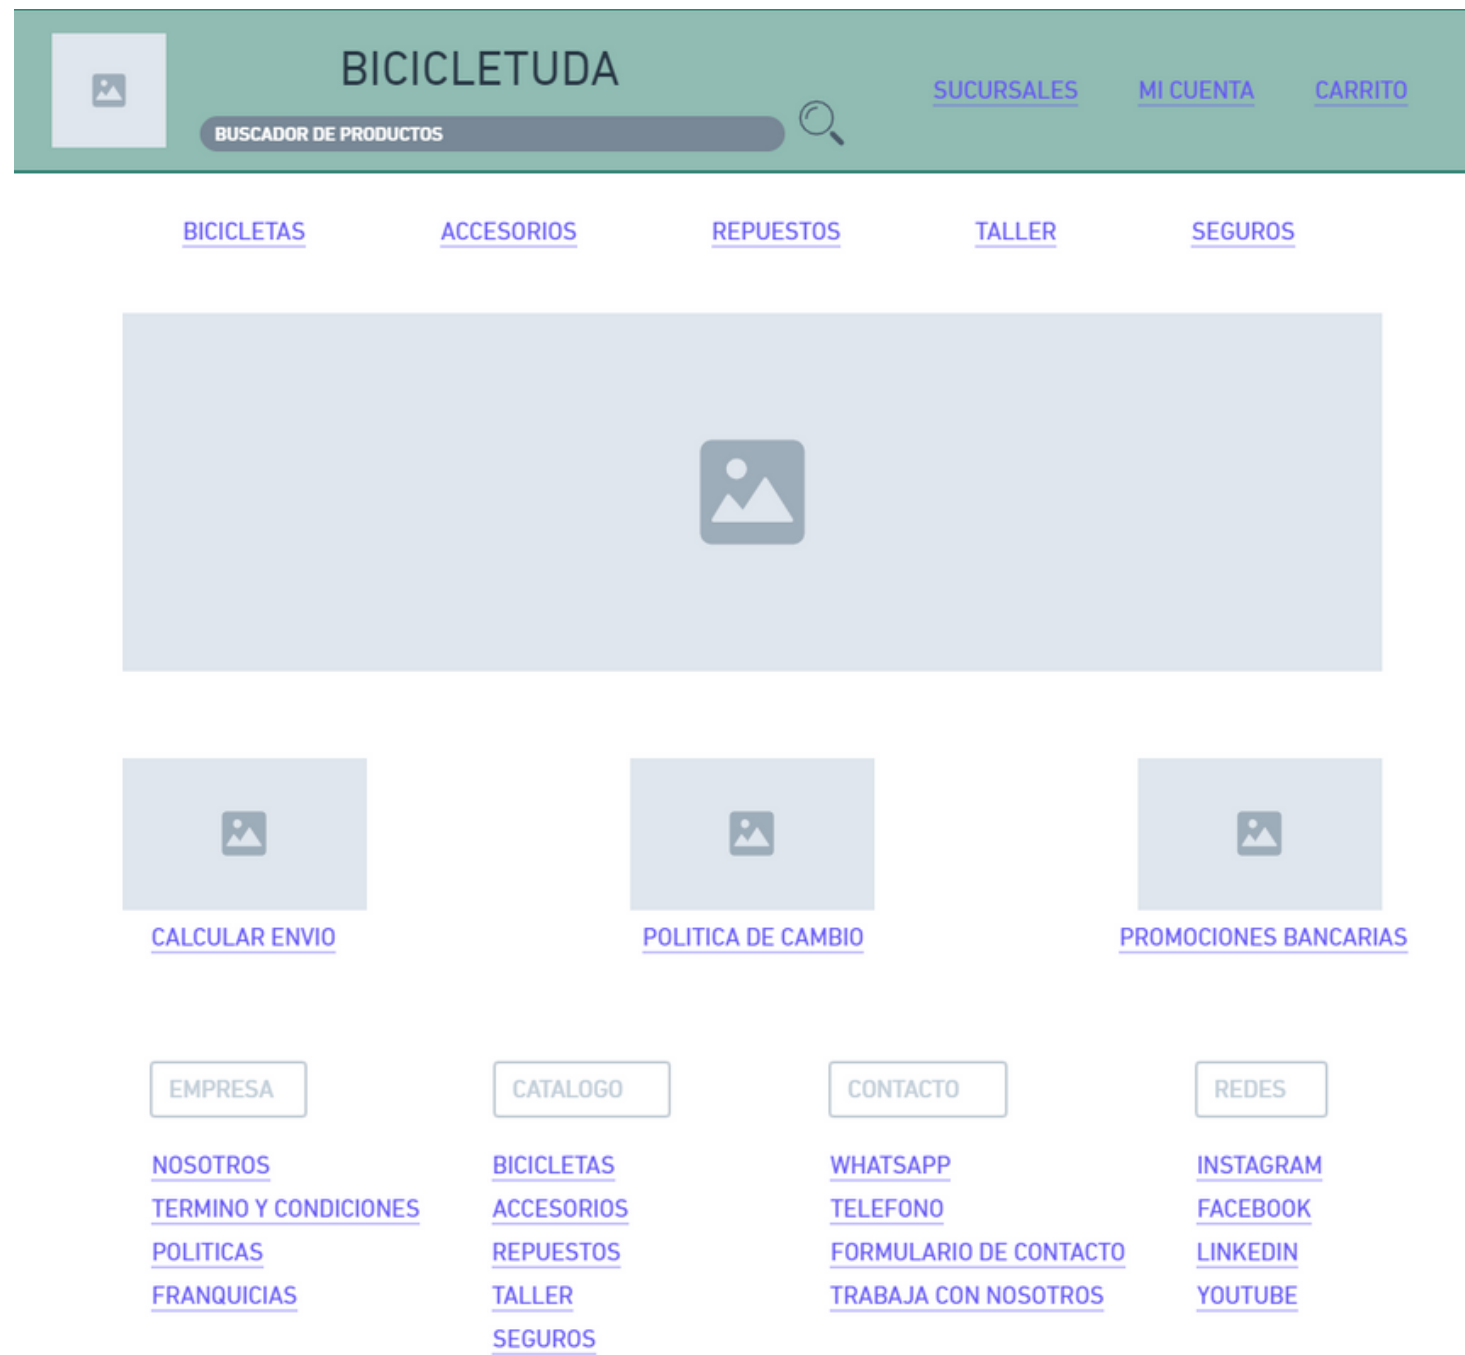 BICICLETUDA
SUCURSALES MI CUENTA CARRITO
BUSCADOR DE PRODUCTOS
BICICLETAS ACCESORIOS REPUESTOS TALLER SEGUROS
CALCULAR ENVIO POLITICA DE CAMBIO PROMOCIONES BANCARIAS
EMPRESA
NOSOTROS
TERMINO Y CONDICIONES
POLITICAS
FRANQUICIAS
CATALOGO
BICICLETAS
ACCESORIOS
REPUESTOS
TALLER
SEGUROS
CONTACTO
WHATSAPP
TELEFONO
FORMULARIO DE CONTACTO
TRABAJA CON NOSOTROS
REDES
INSTAGRAM
FACEBOOK
LINKEDIN
YOUTUBE